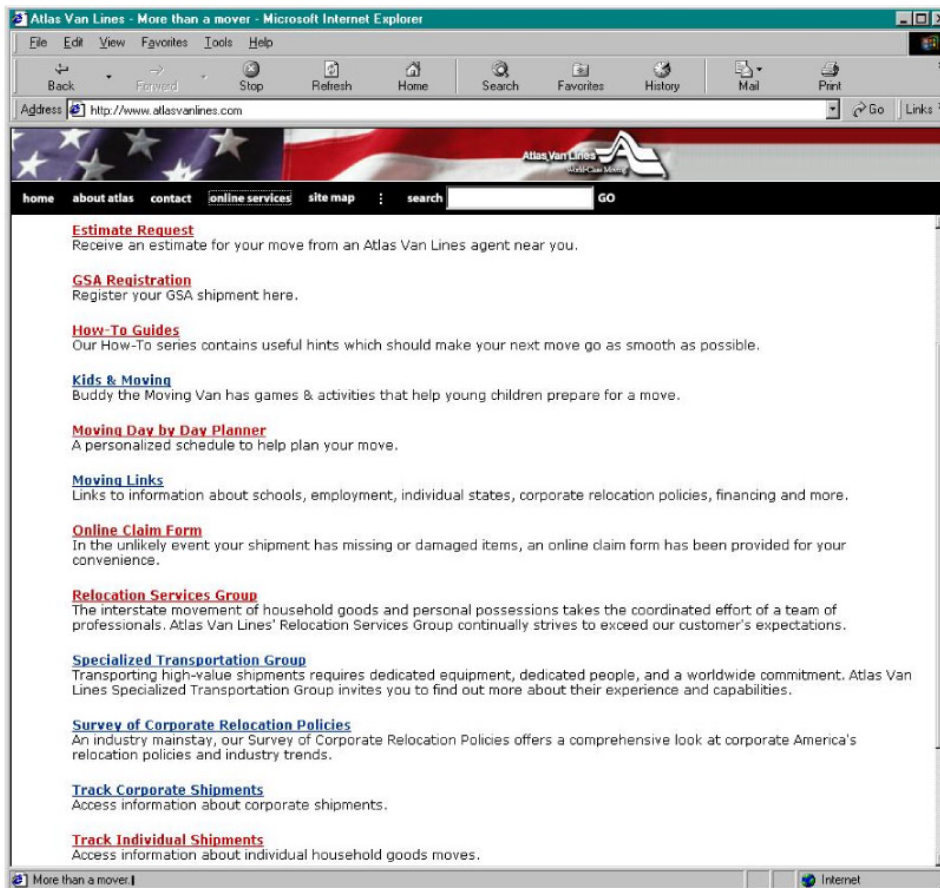 Atlas Van Lines - More than a mover - Microsoft Internet Explorer
File Edit View Favorites Tools Help
Back Forward Stop Refresh Home Search Favorites History Mail Print
Address http://www.atlasvanlines.com Go Links
Atlas Van Lines
World-Class Moving
home about atlas contact online services site map search GO
Estimate Request
Receive an estimate for your move from an Atlas Van Lines agent near you.
GSA Registration
Register your GSA shipment here.
How-To Guides
Our How-To series contains useful hints which should make your next move go as smooth as possible.
Kids & Moving
Buddy the Moving Van has games & activities that help young children prepare for a move.
Moving Day by Day Planner
A personalized schedule to help plan your move.
Moving Links
Links to information about schools, employment, individual states, corporate relocation policies, financing and more.
Online Claim Form
In the unlikely event your shipment has missing or damaged items, an online claim form has been provided for your
convenience.
Relocation Services Group
The interstate movement of household goods and personal possessions takes the coordinated effort of a team of
professionals. Atlas Van Lines' Relocation Services Group continually strives to exceed our customer's expectations.
Specialized Transportation Group
Transporting high-value shipments requires dedicated equipment, dedicated people, and a worldwide commitment. Atlas Van
Lines Specialized Transportation Group invites you to find out more about their experience and capabilities.
Survey of Corporate Relocation Policies
An industry mainstay, our Survey of Corporate Relocation Policies offers a comprehensive look at corporate America's
relocation policies and industry trends.
Track Corporate Shipments
Access information about corporate shipments.
Track Individual Shipments
Access information about individual household goods moves.
More than a mover. Internet